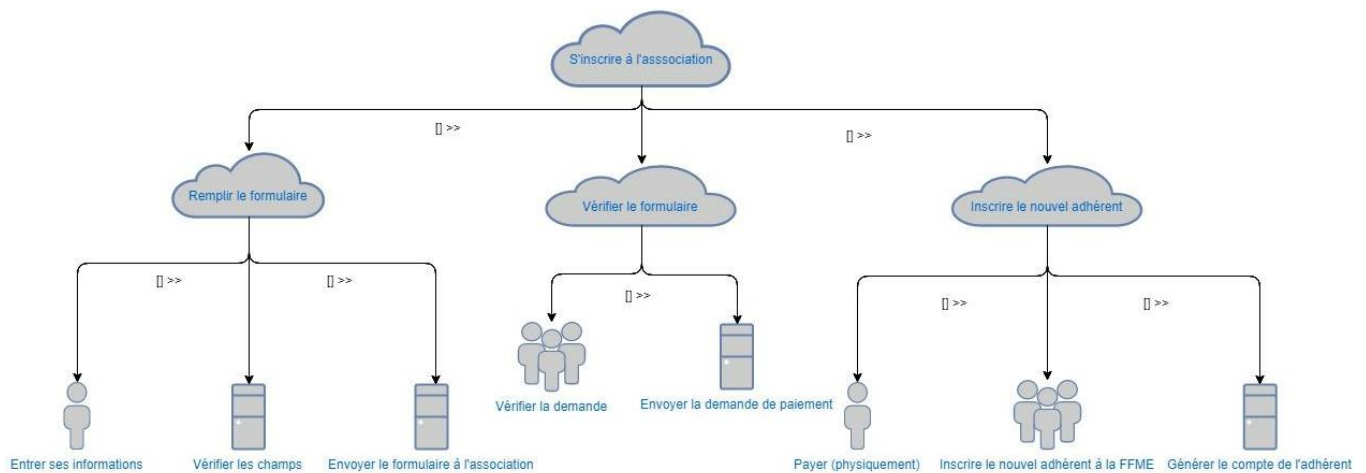 S'inscrire à l'asssociation
[] >>
[] >>
Remplir le formulaire
Vérifier le formulaire
Inscrire le nouvel adhérent
[] >>
[] >>
[] >>
[] >>
[] >>
Vérifier la demande
Envoyer la demande de paiement
Entrer ses informations
Vérifier les champs
Envoyer le formulaire à l'association
Payer (physiquement)
Inscrire le nouvel adhérent à la FFME
Générer le compte de l'adhérent